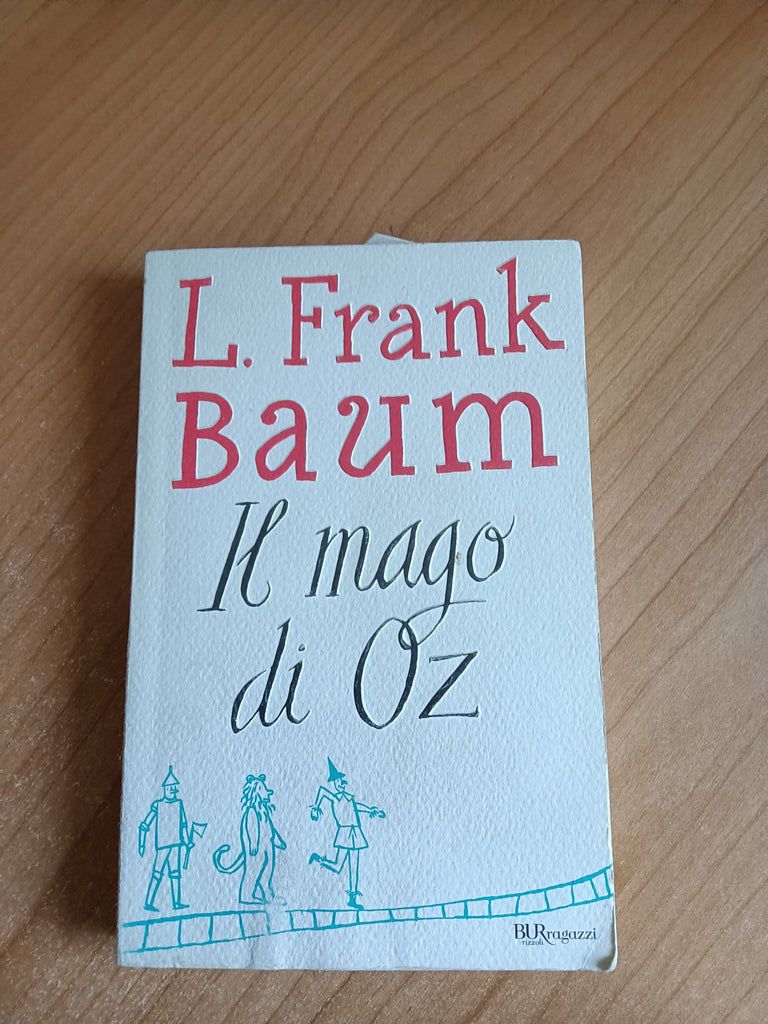 L. Frank
Baum
Il mago
di Oz
BURragazzi
rizzoli